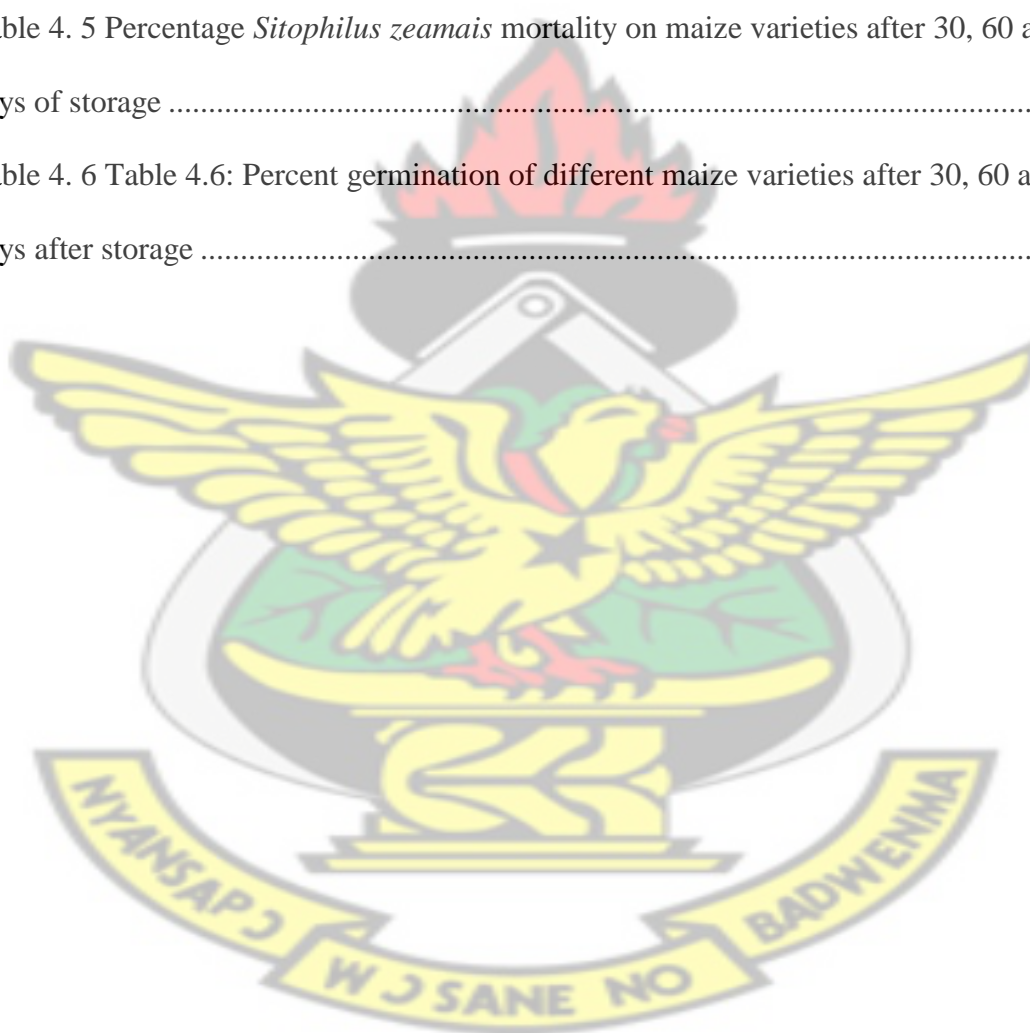 able 4. 5 Percentage Sitophilus zeamais mortality on maize varieties after 30, 60 a
ys of storage ..........................................................................................................
able 4. 6 Table 4.6: Percent germination of different maize varieties after 30, 60 a
ys after storage ......................................................................................................
NYANSAPƆ
WƆSANE NO
BADWENMA